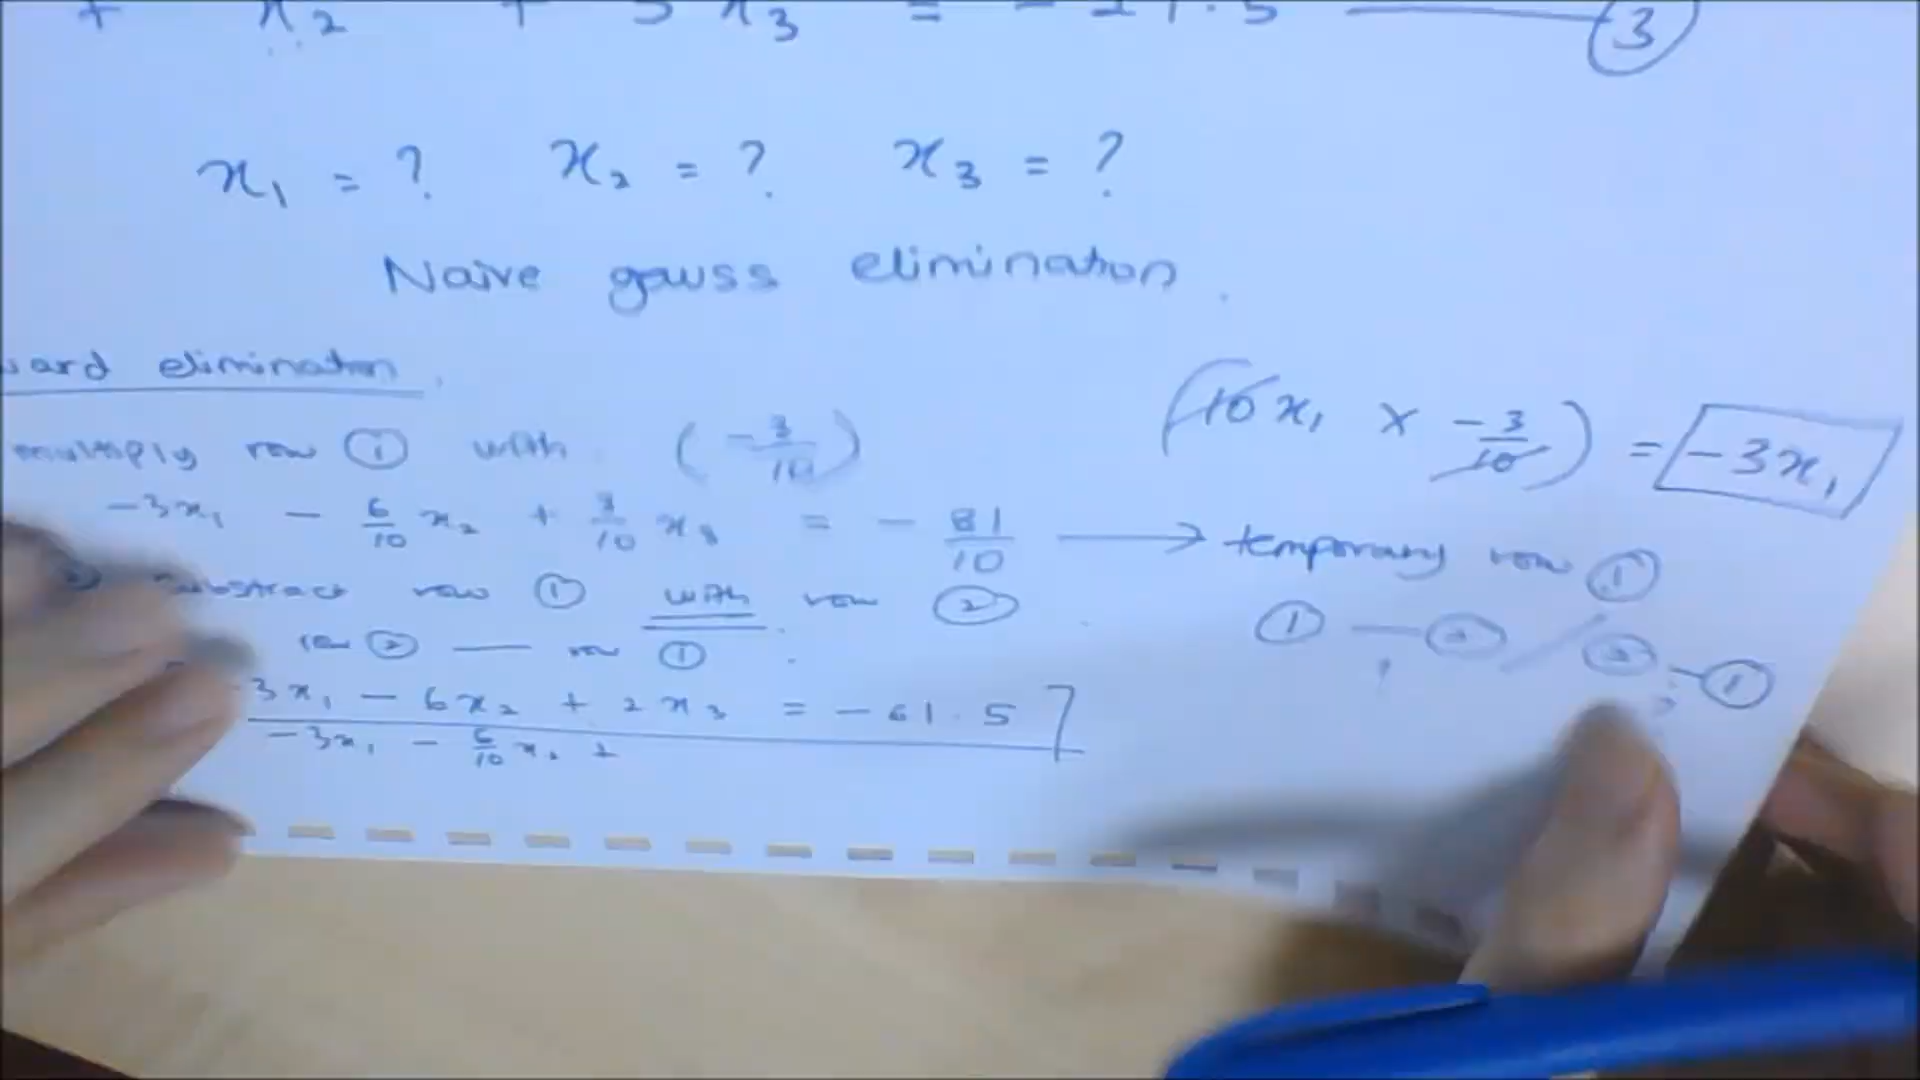 + x₂ + 5x₃ = -21.5 ③
x₁ = ? x₂ = ? x₃ = ?
Naive gauss elimination.
ward elimination.
(10x₁ × -3/10) = -3x₁
multiply row ① with (-3/10)
-3x₁ - 6/10 x₂ + 3/10 x₃ = - 81/10 → temporary row ①
substract row ① with row ②
① — ② / ② - ①
row ② — row ①
-3x₁ - 6x₂ + 2x₃ = -61.5
-3x₁ - 6/10 x₂ +